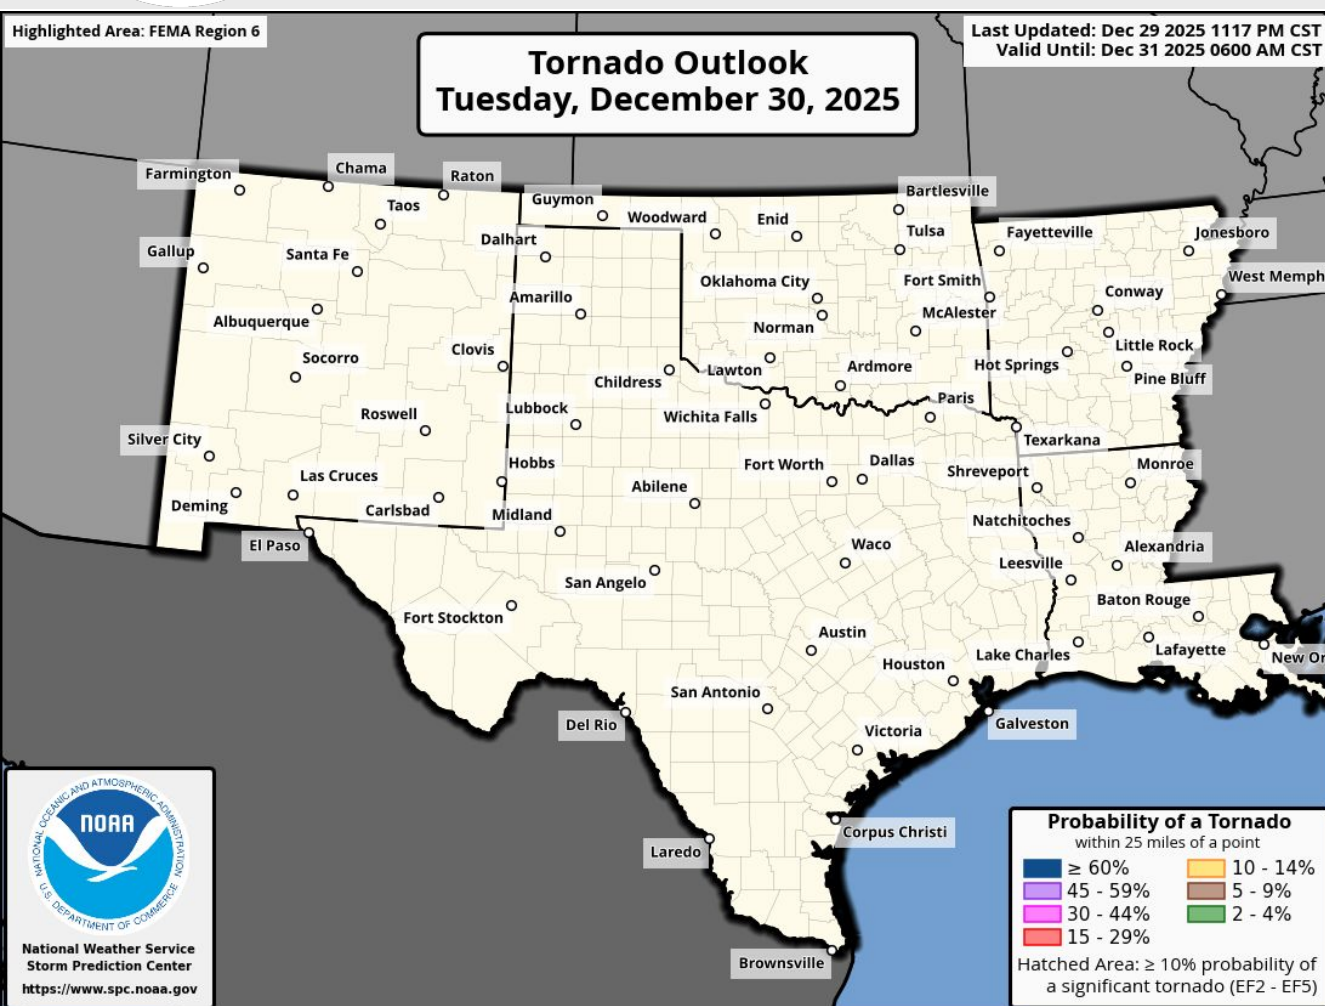 Highlighted Area: FEMA Region 6
Last Updated: Dec 29 2025 1117 PM CST
Valid Until: Dec 31 2025 0600 AM CST
Tornado Outlook
Tuesday, December 30, 2025
Farmington
Chama
Raton
Taos
Guymon
Woodward
Enid
Bartlesville
Tulsa
Fayetteville
Jonesboro
Gallup
Santa Fe
Dalhart
Oklahoma City
Fort Smith
West Memph
Conway
Amarillo
Albuquerque
Norman
McAlester
Little Rock
Socorro
Clovis
Childress
Lawton
Ardmore
Hot Springs
Pine Bluff
Roswell
Lubbock
Wichita Falls
Paris
Silver City
Texarkana
Las Cruces
Hobbs
Abilene
Fort Worth
Dallas
Shreveport
Monroe
Deming
Carlsbad
Midland
Natchitoches
El Paso
Waco
Alexandria
San Angelo
Leesville
Fort Stockton
Baton Rouge
Austin
Houston
Lake Charles
Lafayette
New Or
San Antonio
Del Rio
Victoria
Galveston
Corpus Christi
Laredo
Brownsville
NATIONAL OCEANIC AND ATMOSPHERIC ADMINISTRATION
NOAA
U.S. DEPARTMENT OF COMMERCE
National Weather Service
Storm Prediction Center
https://www.spc.noaa.gov
Probability of a Tornado
within 25 miles of a point
≥ 60% 10 - 14%
45 - 59% 5 - 9%
30 - 44% 2 - 4%
15 - 29%
Hatched Area: ≥ 10% probability of
a significant tornado (EF2 - EF5)